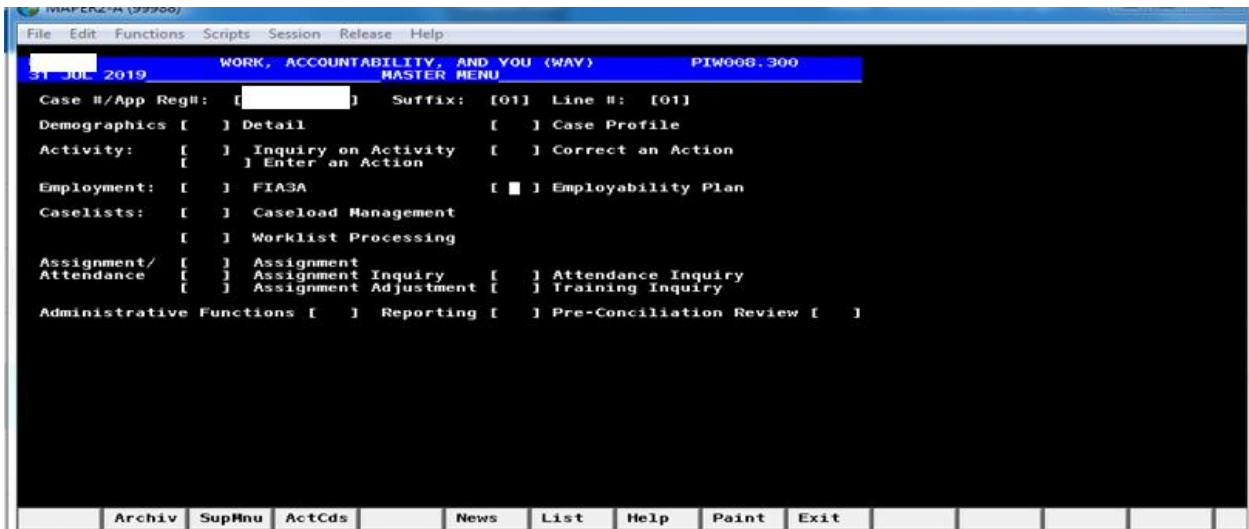 MAPER2-A (99988)
File Edit Functions Scripts Session Release Help
WORK, ACCOUNTABILITY, AND YOU (WAY) PIW008.300
31 JUL 2019 MASTER MENU
Case #/App Reg#: [ ] Suffix: [01] Line #: [01]
Demographics [ ] Detail [ ] Case Profile
Activity: [ ] Inquiry on Activity [ ] Correct an Action
[ ] Enter an Action
Employment: [ ] FIA3A [ ] Employability Plan
Caselists: [ ] Caseload Management
[ ] Worklist Processing
Assignment/ [ ] Assignment
Attendance [ ] Assignment Inquiry [ ] Attendance Inquiry
[ ] Assignment Adjustment [ ] Training Inquiry
Administrative Functions [ ] Reporting [ ] Pre-Conciliation Review [ ]
Archiv SupMnu ActCds News List Help Paint Exit